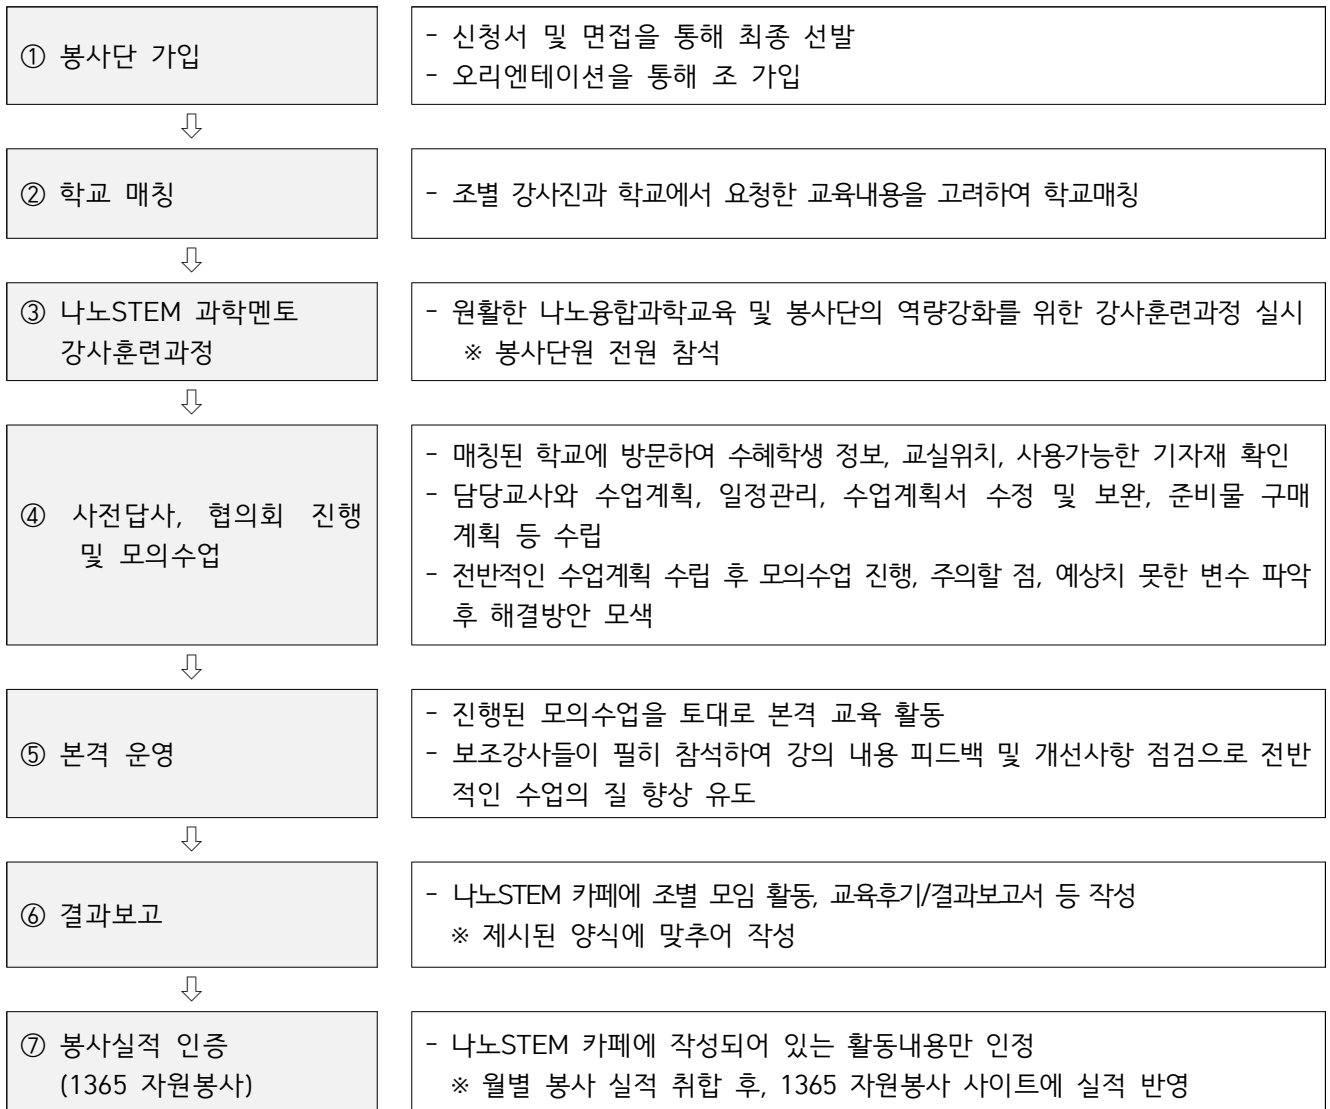 ① 봉사단 가입
- 신청서 및 면접을 통해 최종 선발
- 오리엔테이션을 통해 조 가입
⇩
② 학교 매칭
- 조별 강사진과 학교에서 요청한 교육내용을 고려하여 학교매칭
⇩
③ 나노STEM 과학멘토
강사훈련과정
- 원활한 나노융합과학교육 및 봉사단의 역량강화를 위한 강사훈련과정 실시
※ 봉사단원 전원 참석
⇩
④ 사전답사, 협의회 진행
및 모의수업
- 매칭된 학교에 방문하여 수혜학생 정보, 교실위치, 사용가능한 기자재 확인
- 담당교사와 수업계획, 일정관리, 수업계획서 수정 및 보완, 준비물 구매
계획 등 수립
- 전반적인 수업계획 수립 후 모의수업 진행, 주의할 점, 예상치 못한 변수 파악
후 해결방안 모색
⇩
⑤ 본격 운영
- 진행된 모의수업을 토대로 본격 교육 활동
- 보조강사들이 필히 참석하여 강의 내용 피드백 및 개선사항 점검으로 전반
적인 수업의 질 향상 유도
⇩
⑥ 결과보고
- 나노STEM 카페에 조별 모임 활동, 교육후기/결과보고서 등 작성
※ 제시된 양식에 맞추어 작성
⇩
⑦ 봉사실적 인증
(1365 자원봉사)
- 나노STEM 카페에 작성되어 있는 활동내용만 인정
※ 월별 봉사 실적 취합 후, 1365 자원봉사 사이트에 실적 반영